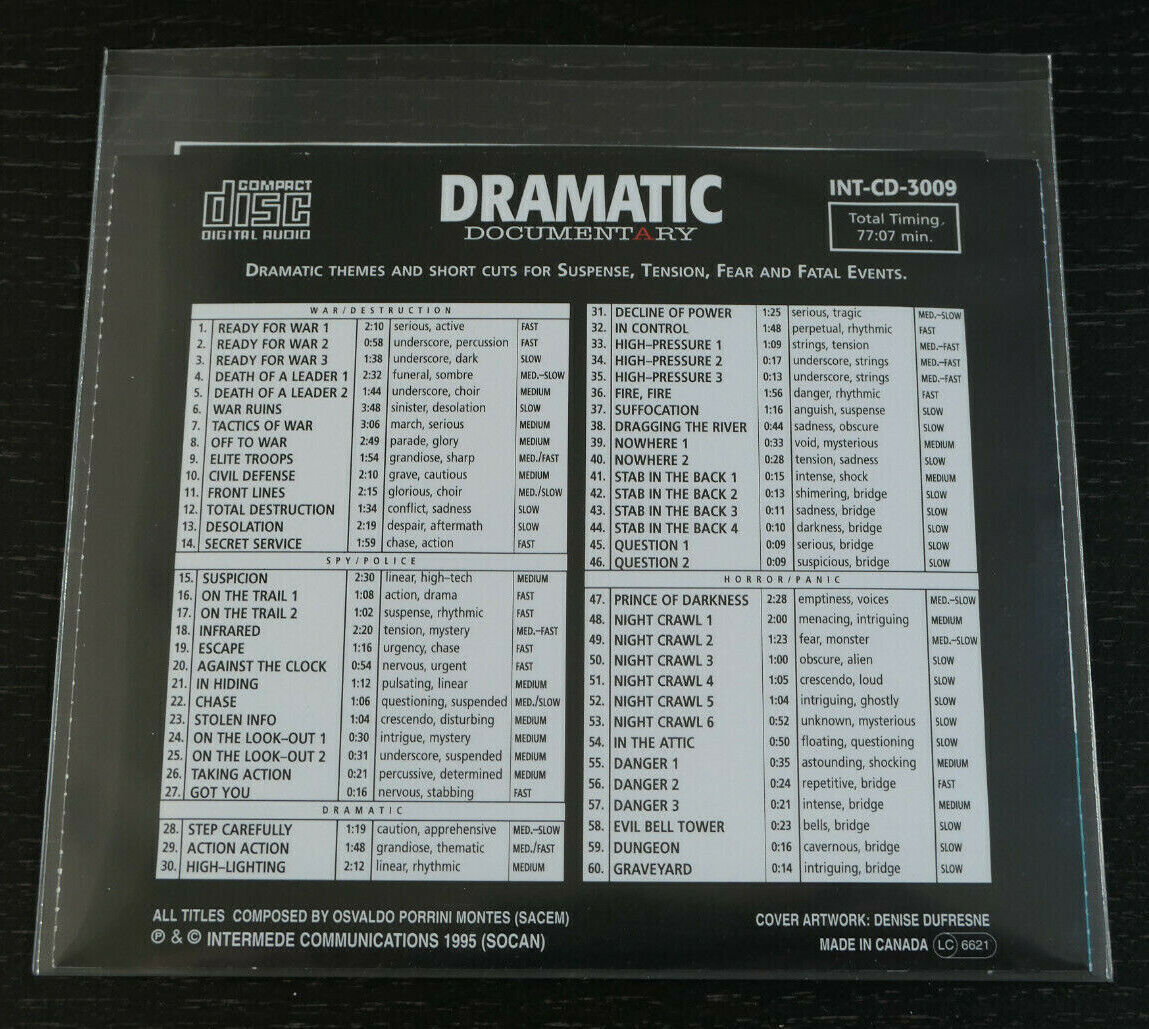 COMPACT
disc
DIGITAL AUDIO
DRAMATIC
DOCUMENTARY
INT-CD-3009
Total Timing.
77:07 min.
DRAMATIC THEMES AND SHORT CUTS FOR SUSPENSE, TENSION, FEAR AND FATAL EVENTS.
WAR/DESTRUCTION
1. READY FOR WAR 1 2:10 serious, active FAST
2. READY FOR WAR 2 0:58 underscore, percussion FAST
3. READY FOR WAR 3 1:38 underscore, dark SLOW
4. DEATH OF A LEADER 1 2:32 funeral, sombre MED.–SLOW
5. DEATH OF A LEADER 2 1:44 underscore, choir MEDIUM
6. WAR RUINS 3:48 sinister, desolation SLOW
7. TACTICS OF WAR 3:06 march, serious MEDIUM
8. OFF TO WAR 2:49 parade, glory MEDIUM
9. ELITE TROOPS 1:54 grandiose, sharp MED./FAST
10. CIVIL DEFENSE 2:10 grave, cautious MEDIUM
11. FRONT LINES 2:15 glorious, choir MED./SLOW
12. TOTAL DESTRUCTION 1:34 conflict, sadness SLOW
13. DESOLATION 2:19 despair, aftermath SLOW
14. SECRET SERVICE 1:59 chase, action FAST
SPY/POLICE
15. SUSPICION 2:30 linear, high–tech MEDIUM
16. ON THE TRAIL 1 1:08 action, drama FAST
17. ON THE TRAIL 2 1:02 suspense, rhythmic FAST
18. INFRARED 2:20 tension, mystery MED.–FAST
19. ESCAPE 1:16 urgency, chase FAST
20. AGAINST THE CLOCK 0:54 nervous, urgent FAST
21. IN HIDING 1:12 pulsating, linear MEDIUM
22. CHASE 1:06 questioning, suspended MED./SLOW
23. STOLEN INFO 1:04 crescendo, disturbing MEDIUM
24. ON THE LOOK–OUT 1 0:30 intrigue, mystery MEDIUM
25. ON THE LOOK–OUT 2 0:31 underscore, suspended MEDIUM
26. TAKING ACTION 0:21 percussive, determined MEDIUM
27. GOT YOU 0:16 nervous, stabbing FAST
DRAMATIC
28. STEP CAREFULLY 1:19 caution, apprehensive MED.–SLOW
29. ACTION ACTION 1:48 grandiose, thematic MED./FAST
30. HIGH–LIGHTING 2:12 linear, rhythmic MEDIUM
31. DECLINE OF POWER 1:25 serious, tragic MED.–SLOW
32. IN CONTROL 1:48 perpetual, rhythmic FAST
33. HIGH–PRESSURE 1 1:09 strings, tension MED.–FAST
34. HIGH–PRESSURE 2 0:17 underscore, strings MED.–FAST
35. HIGH–PRESSURE 3 0:13 underscore, strings MED.–FAST
36. FIRE, FIRE 1:56 danger, rhythmic FAST
37. SUFFOCATION 1:16 anguish, suspense SLOW
38. DRAGGING THE RIVER 0:44 sadness, obscure SLOW
39. NOWHERE 1 0:33 void, mysterious MEDIUM
40. NOWHERE 2 0:28 tension, sadness SLOW
41. STAB IN THE BACK 1 0:15 intense, shock MEDIUM
42. STAB IN THE BACK 2 0:13 shimering, bridge SLOW
43. STAB IN THE BACK 3 0:11 sadness, bridge SLOW
44. STAB IN THE BACK 4 0:10 darkness, bridge SLOW
45. QUESTION 1 0:09 serious, bridge SLOW
46. QUESTION 2 0:09 suspicious, bridge SLOW
HORROR/PANIC
47. PRINCE OF DARKNESS 2:28 emptiness, voices MED.–SLOW
48. NIGHT CRAWL 1 2:00 menacing, intriguing MEDIUM
49. NIGHT CRAWL 2 1:23 fear, monster MED.–SLOW
50. NIGHT CRAWL 3 1:00 obscure, alien SLOW
51. NIGHT CRAWL 4 1:05 crescendo, loud SLOW
52. NIGHT CRAWL 5 1:04 intriguing, ghostly SLOW
53. NIGHT CRAWL 6 0:52 unknown, mysterious SLOW
54. IN THE ATTIC 0:50 floating, questioning SLOW
55. DANGER 1 0:35 astounding, shocking MEDIUM
56. DANGER 2 0:24 repetitive, bridge FAST
57. DANGER 3 0:21 intense, bridge MEDIUM
58. EVIL BELL TOWER 0:23 bells, bridge SLOW
59. DUNGEON 0:16 cavernous, bridge SLOW
60. GRAVEYARD 0:14 intriguing, bridge SLOW
ALL TITLES COMPOSED BY OSVALDO PORRINI MONTES (SACEM)
Ⓟ & © INTERMEDE COMMUNICATIONS 1995 (SOCAN)
COVER ARTWORK: DENISE DUFRESNE
MADE IN CANADA LC 6621